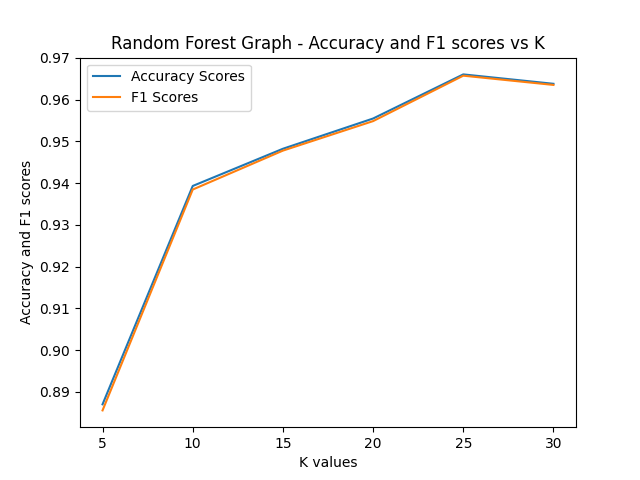 Random Forest Graph - Accuracy and F1 scores vs K
Accuracy Scores
F1 Scores
Accuracy and F1 scores
0.97
0.96
0.95
0.94
0.93
0.92
0.91
0.90
0.89
5 10 15 20 25 30
K values